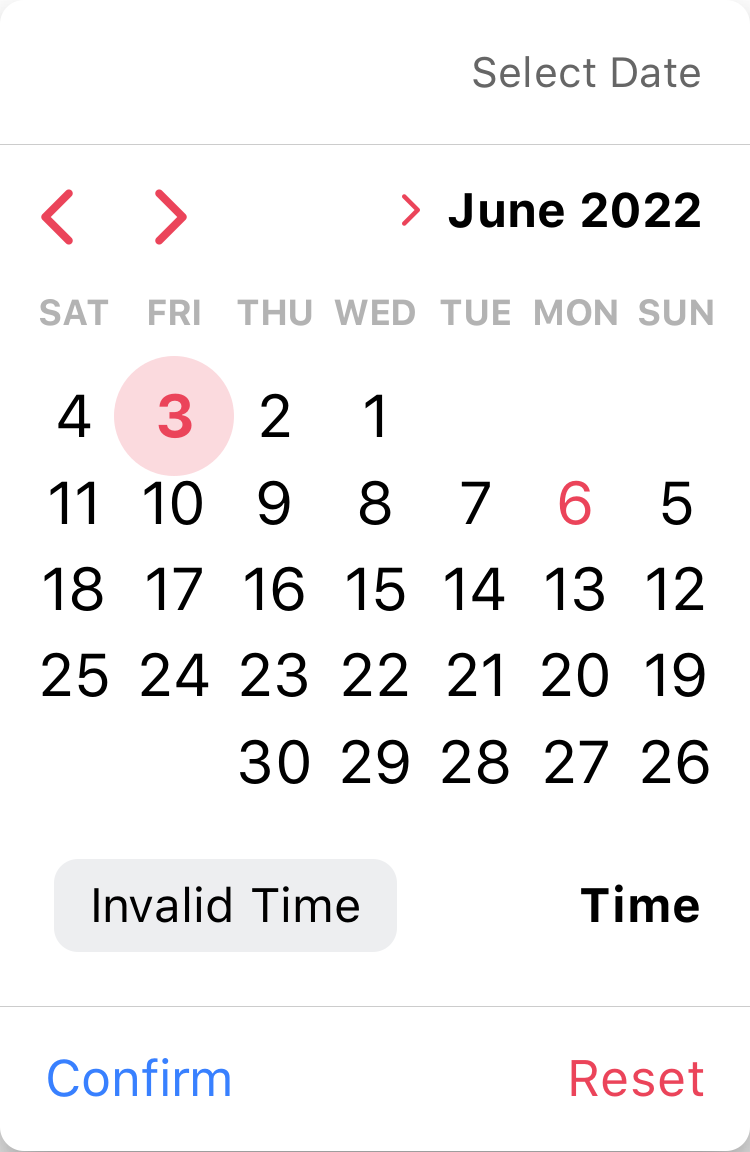 Select Date
June 2022
SAT FRI THU WED TUE MON SUN
4 3 2 1
11 10 9 8 7 6 5
18 17 16 15 14 13 12
25 24 23 22 21 20 19
30 29 28 27 26
Invalid Time Time
Confirm Reset